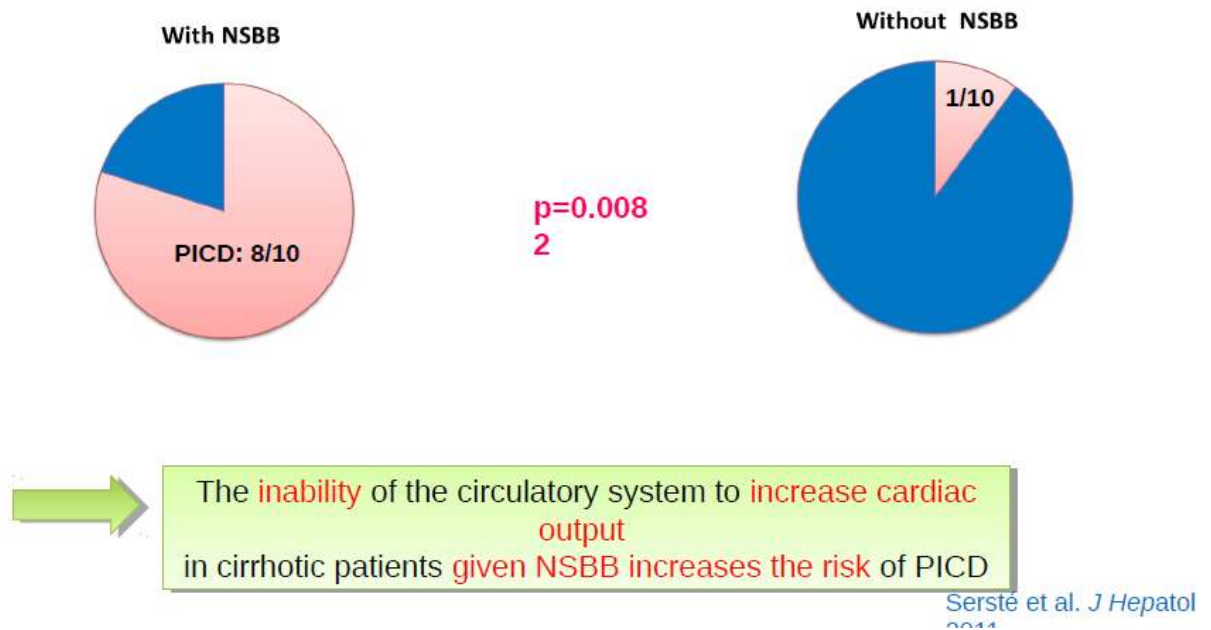 With NSBB
Without NSBB
1/10
p=0.008
2
PICD: 8/10
The inability of the circulatory system to increase cardiac
output
in cirrhotic patients given NSBB increases the risk of PICD
Sersté et al. J Hepatol
2011